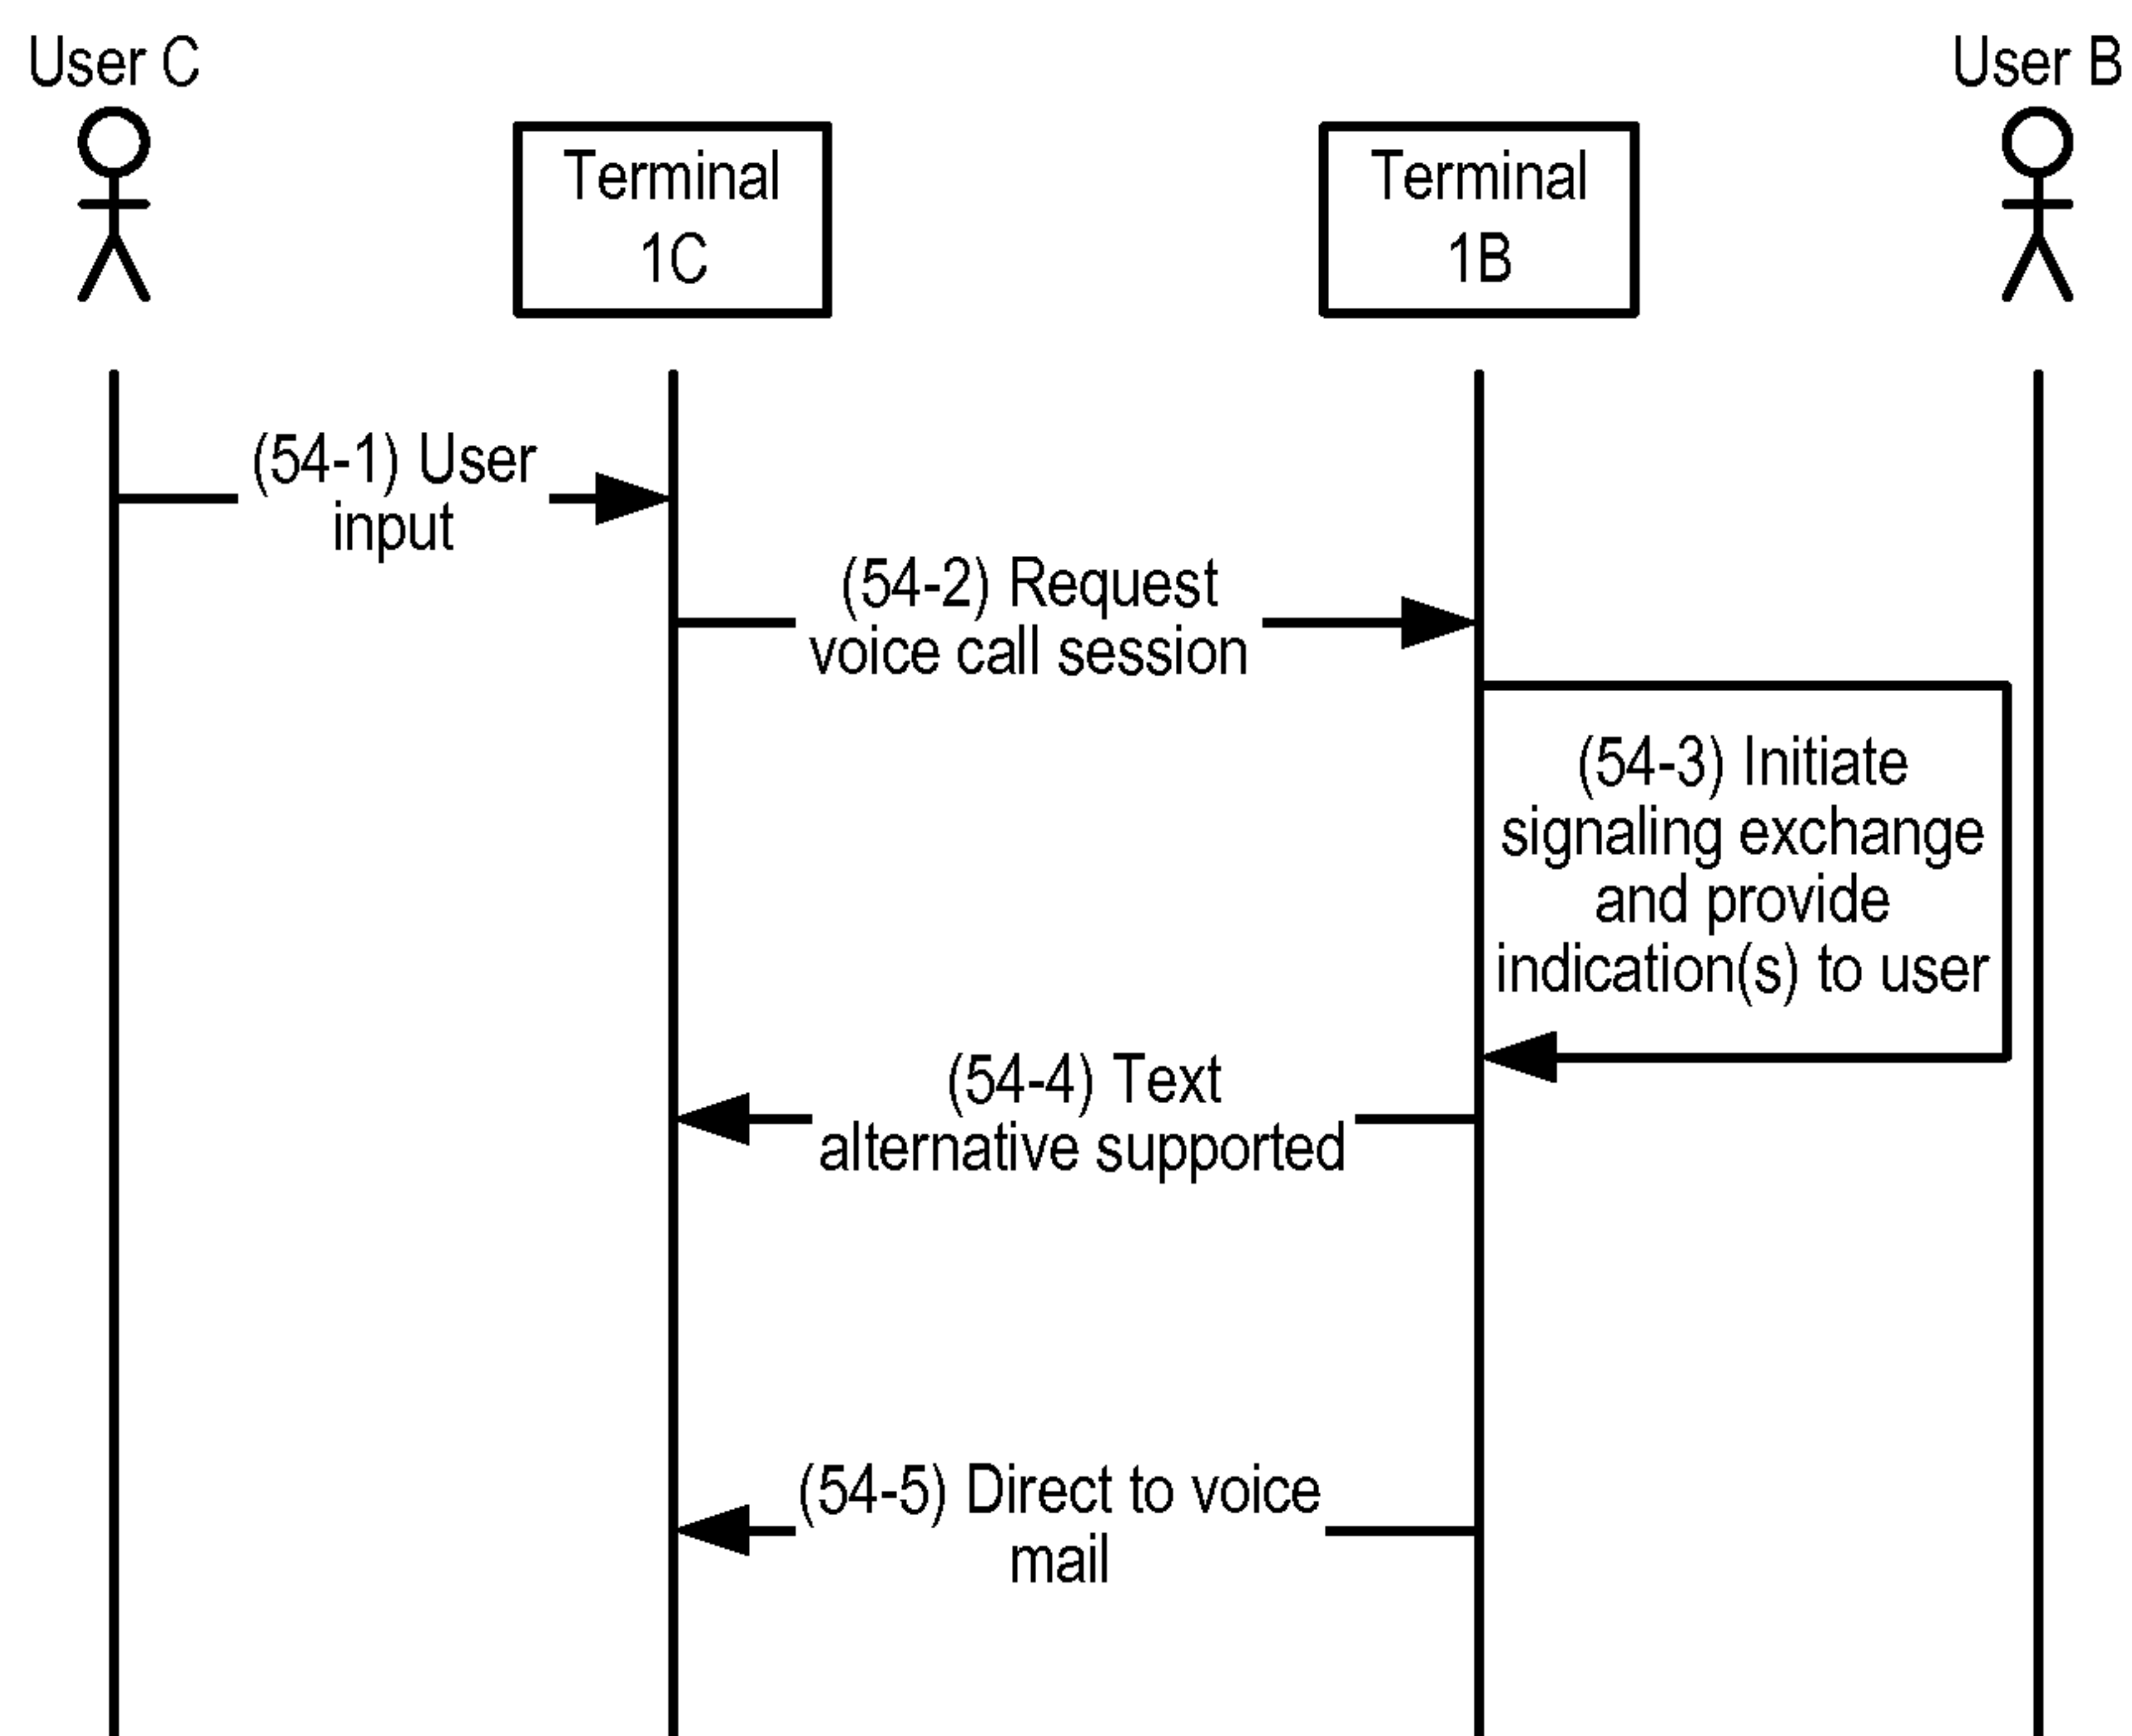 User C
User B
Terminal
1C
Terminal
1B
(54-1) User
input
(54-2) Request
voice call session
(54-3) Initiate
signaling exchange
and provide
indication(s) to user
(54-4) Text
alternative supported
(54-5) Direct to voice
mail